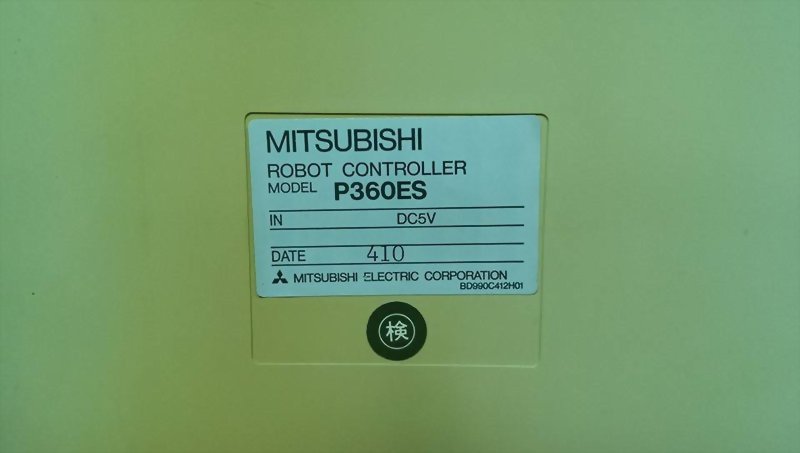 MITSUBISHI
ROBOT CONTROLLER
MODEL P360ES
IN DC5V
DATE 410
MITSUBISHI ELECTRIC CORPORATION
BD990C412H01
検